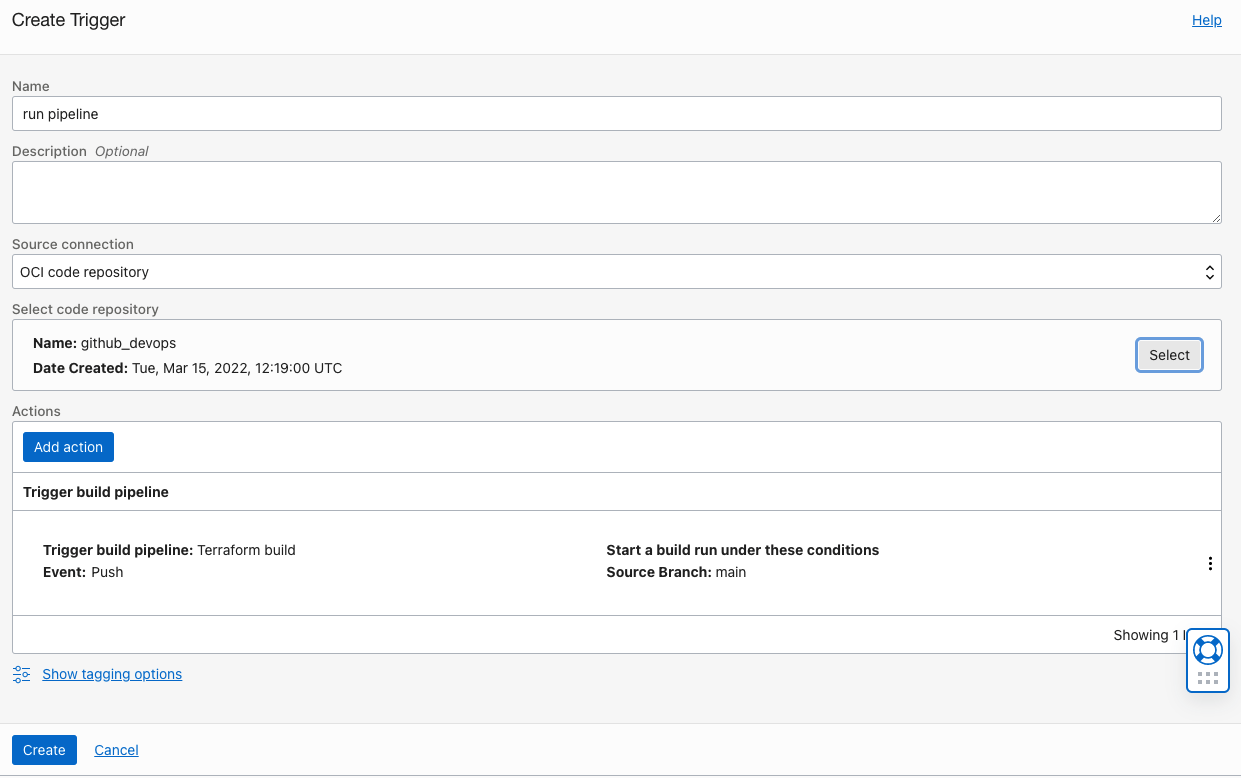 Create Trigger
Help
Name
run pipeline
Description Optional
Source connection
OCI code repository
Select code repository
Name: github_devops
Select
Date Created: Tue, Mar 15, 2022, 12:19:00 UTC
Actions
Add action
Trigger build pipeline
Trigger build pipeline: Terraform build
Event: Push
Start a build run under these conditions
Source Branch: main
Showing 1
Show tagging options
Create
Cancel